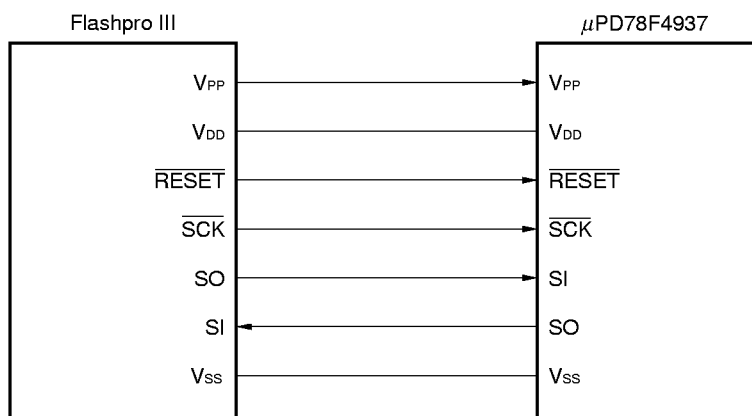 Flashpro III μPD78F4937
VPP VPP
VDD VDD
RESET RESET
SCK SCK
SO SI
SI SO
VSS VSS